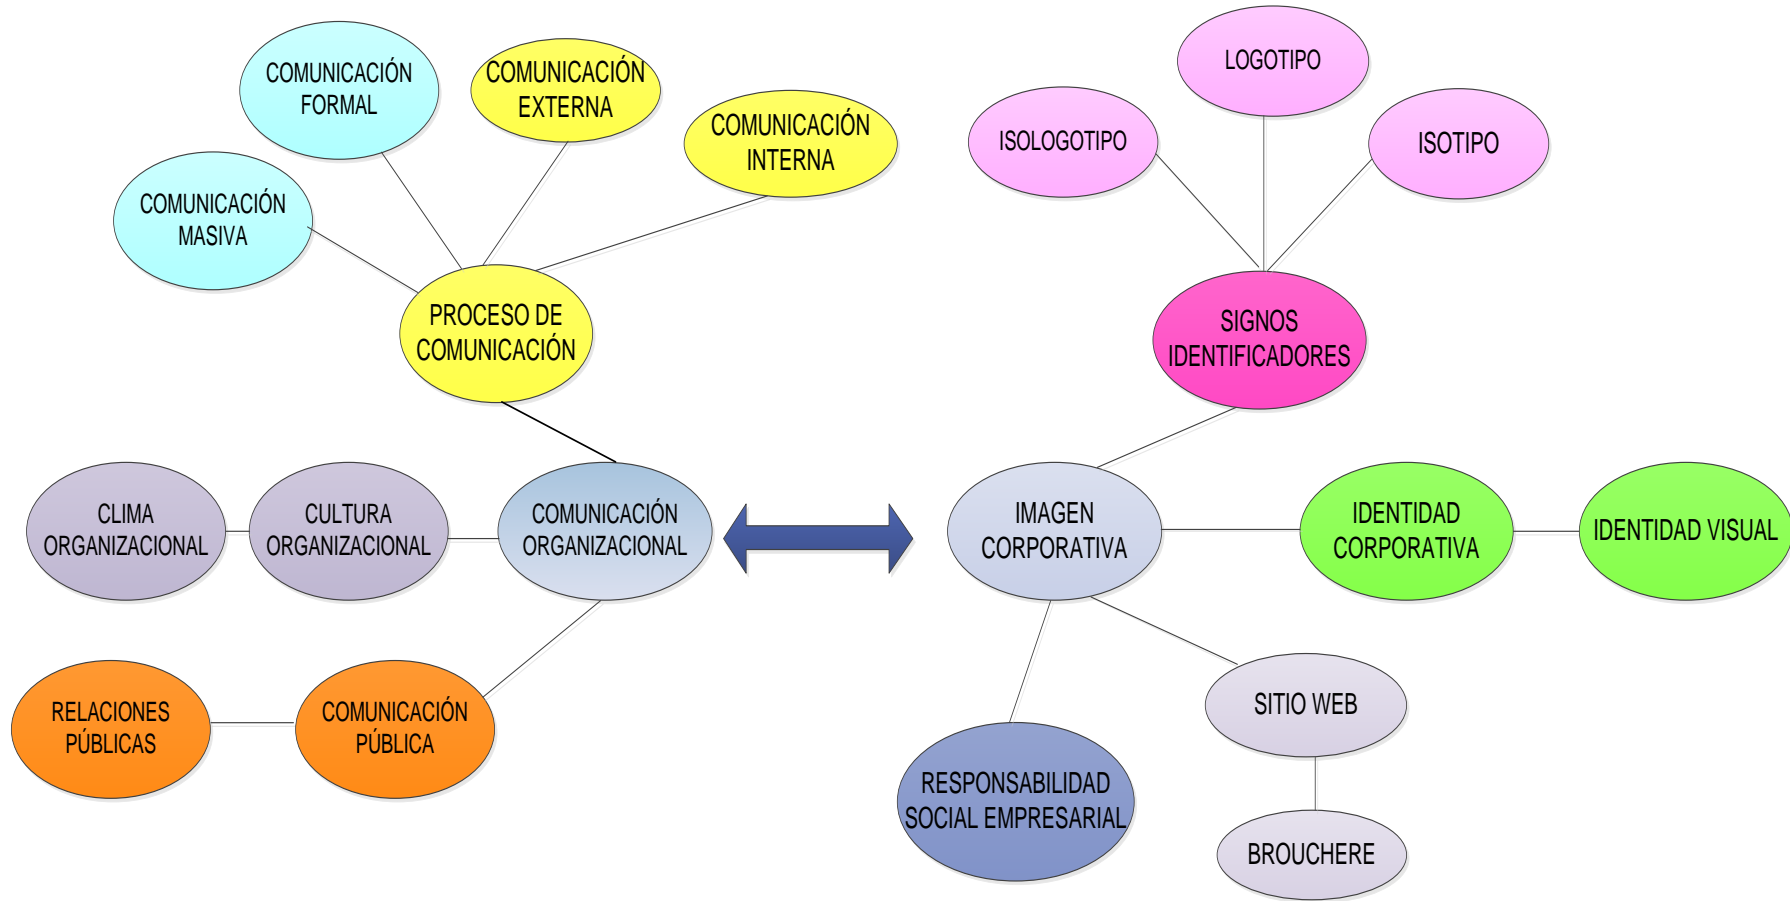 COMUNICACIÓN
FORMAL
COMUNICACIÓN
EXTERNA
COMUNICACIÓN
INTERNA
COMUNICACIÓN
MASIVA
PROCESO DE
COMUNICACIÓN
CLIMA
ORGANIZACIONAL
CULTURA
ORGANIZACIONAL
COMUNICACIÓN
ORGANIZACIONAL
RELACIONES
PÚBLICAS
COMUNICACIÓN
PÚBLICA
LOGOTIPO
ISOLOGOTIPO
ISOTIPO
SIGNOS
IDENTIFICADORES
IMAGEN
CORPORATIVA
IDENTIDAD
CORPORATIVA
IDENTIDAD VISUAL
SITIO WEB
RESPONSABILIDAD
SOCIAL EMPRESARIAL
BROUCHERE